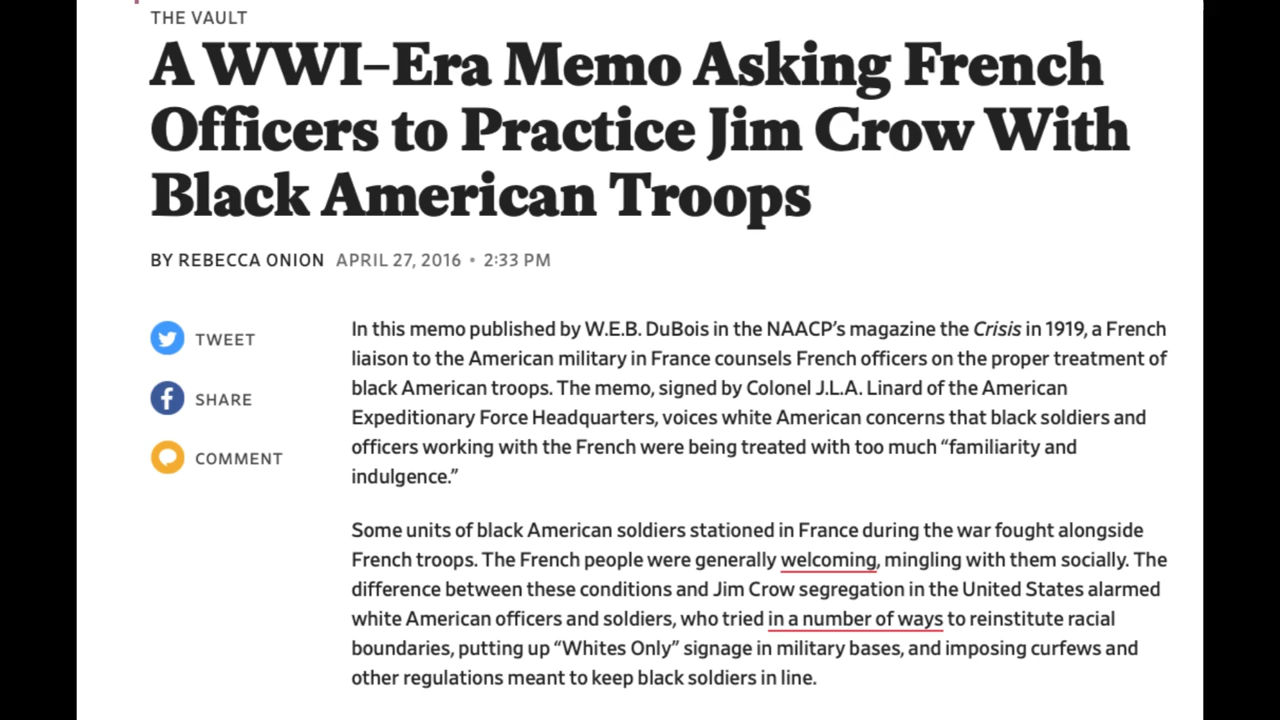 THE VAULT
A WWI–Era Memo Asking French
Officers to Practice Jim Crow With
Black American Troops
BY REBECCA ONION APRIL 27, 2016 • 2:33 PM
TWEET
SHARE
COMMENT
In this memo published by W.E.B. DuBois in the NAACP’s magazine the Crisis in 1919, a French
liaison to the American military in France counsels French officers on the proper treatment of
black American troops. The memo, signed by Colonel J.L.A. Linard of the American
Expeditionary Force Headquarters, voices white American concerns that black soldiers and
officers working with the French were being treated with too much “familiarity and
indulgence.”
Some units of black American soldiers stationed in France during the war fought alongside
French troops. The French people were generally welcoming, mingling with them socially. The
difference between these conditions and Jim Crow segregation in the United States alarmed
white American officers and soldiers, who tried in a number of ways to reinstitute racial
boundaries, putting up “Whites Only” signage in military bases, and imposing curfews and
other regulations meant to keep black soldiers in line.